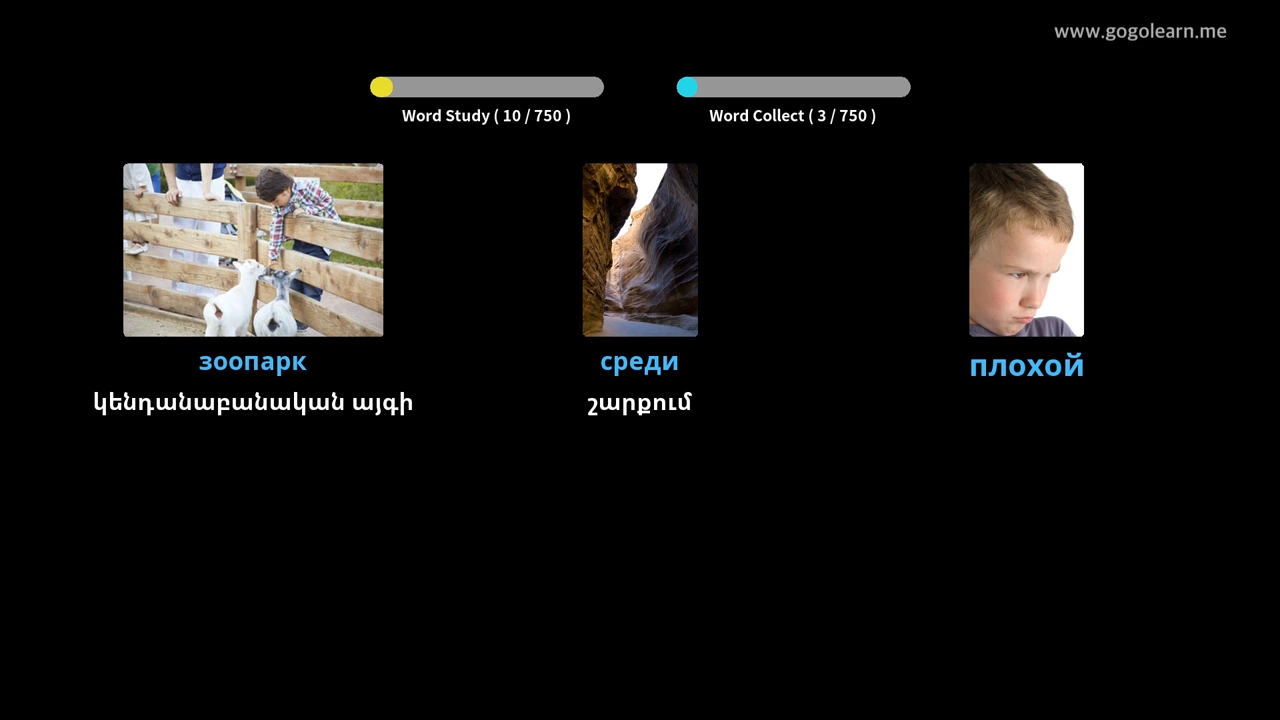 www.gogolearn.me
Word Study ( 10 / 750 )
Word Collect ( 3 / 750 )
зоопарк
կենդանաբանական այգի
среди
շարքում
плохой